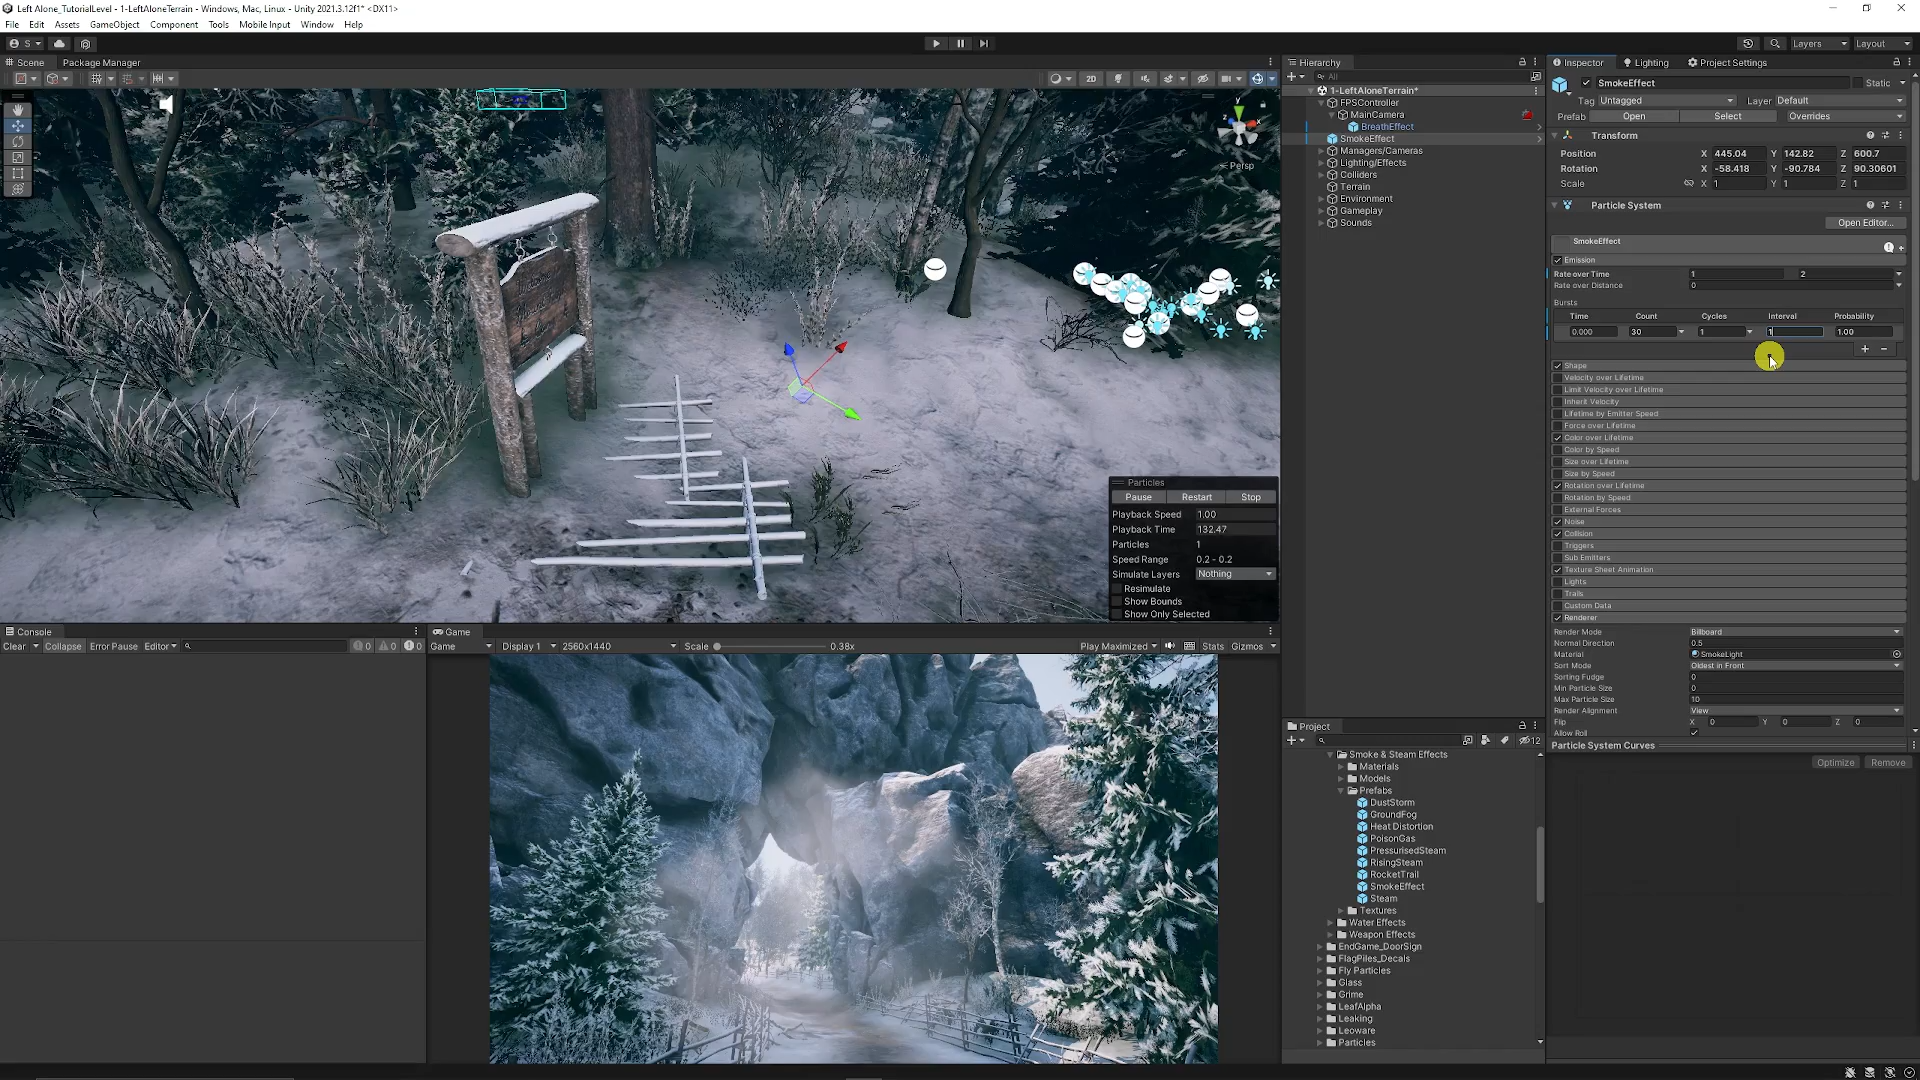 Left Alone_TutorialLevel - 1-LeftAloneTerrain - Windows, Mac, Linux - Unity 2021.3.12f1* <DX11>
File Edit Assets GameObject Component Tools Mobile Input Window Help
S Layers Layout
Scene Package Manager
2D
Persp
Particles
Pause Restart Stop
Playback Speed 1.00
Playback Time 132.47
Particles 1
Speed Range 0.2 - 0.2
Simulate Layers Nothing
Resimulate
Show Bounds
Show Only Selected
Console
Clear Collapse Error Pause Editor 0 0 0
Game
Game Display 1 2560x1440 Scale 0.38x Play Maximized Stats Gizmos
Hierarchy
All
1-LeftAloneTerrain*
FPSController
MainCamera
BreathEffect
SmokeEffect
Managers/Cameras
Lighting/Effects
Colliders
Terrain
Environment
Gameplay
Sounds
Project
12
Smoke & Steam Effects
Materials
Models
Prefabs
DustStorm
GroundFog
Heat Distortion
PoisonGas
PressurisedSteam
RisingSteam
RocketTrail
SmokeEffect
Steam
Textures
Water Effects
Weapon Effects
EndGame_DoorSign
FlagPiles_Decals
Fly Particles
Glass
Grime
LeafAlpha
Leaking
Leoware
Particles
Inspector Lighting Project Settings
SmokeEffect Static
Tag Untagged Layer Default
Prefab Open Select Overrides
Transform
Position X 445.04 Y 142.82 Z 600.7
Rotation X -58.418 Y -90.784 Z 90.30601
Scale X 1 Y 1 Z 1
Particle System
Open Editor...
SmokeEffect
Emission
Rate over Time 1 2
Rate over Distance 0
Bursts
Time Count Cycles Interval Probability
0.000 30 1 1 1.00
Shape
Velocity over Lifetime
Limit Velocity over Lifetime
Inherit Velocity
Lifetime by Emitter Speed
Force over Lifetime
Color over Lifetime
Color by Speed
Size over Lifetime
Size by Speed
Rotation over Lifetime
Rotation by Speed
External Forces
Noise
Collision
Triggers
Sub Emitters
Texture Sheet Animation
Lights
Trails
Custom Data
Renderer
Render Mode Billboard
Normal Direction 0.5
Material SmokeLight
Sort Mode Oldest in Front
Sorting Fudge 0
Min Particle Size 0
Max Particle Size 10
Render Alignment View
Flip X 0 Y 0 Z 0
Allow Roll
Particle System Curves
Optimize Remove